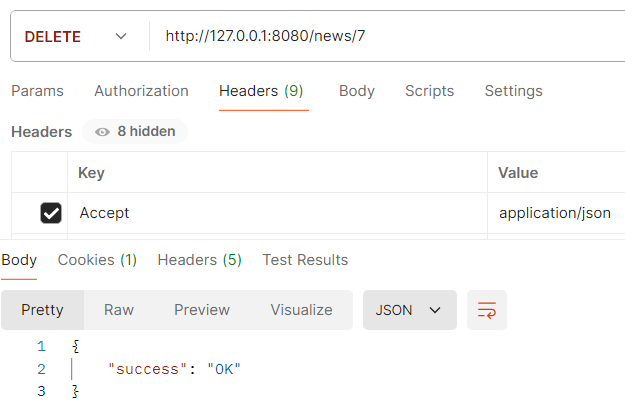 DELETE http://127.0.0.1:8080/news/7
Params Authorization Headers (9) Body Scripts Settings
Headers 8 hidden
Key Value
Accept application/json
Body Cookies (1) Headers (5) Test Results
Pretty Raw Preview Visualize JSON
1 {
2 "success": "OK"
3 }